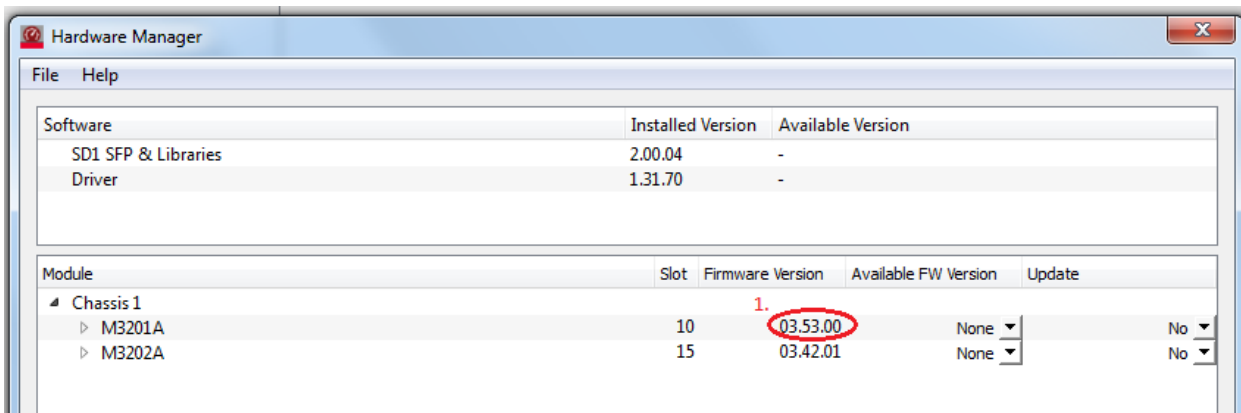 Hardware Manager
File Help
Software Installed Version Available Version
SD1 SFP & Libraries 2.00.04 -
Driver 1.31.70 -
Module Slot Firmware Version Available FW Version Update
Chassis 1 1.
M3201A 10 03.53.00 None No
M3202A 15 03.42.01 None No